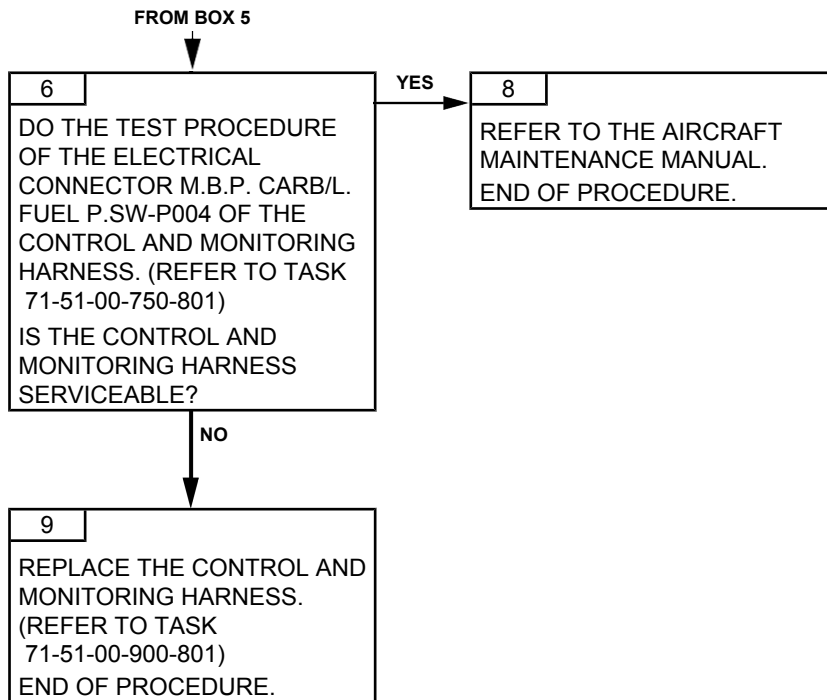 FROM BOX 5
6
DO THE TEST PROCEDURE
OF THE ELECTRICAL
CONNECTOR M.B.P. CARB/L.
FUEL P.SW-P004 OF THE
CONTROL AND MONITORING
HARNESS. (REFER TO TASK
71-51-00-750-801)
IS THE CONTROL AND
MONITORING HARNESS
SERVICEABLE?
YES
8
REFER TO THE AIRCRAFT
MAINTENANCE MANUAL.
END OF PROCEDURE.
NO
9
REPLACE THE CONTROL AND
MONITORING HARNESS.
(REFER TO TASK
71-51-00-900-801)
END OF PROCEDURE.